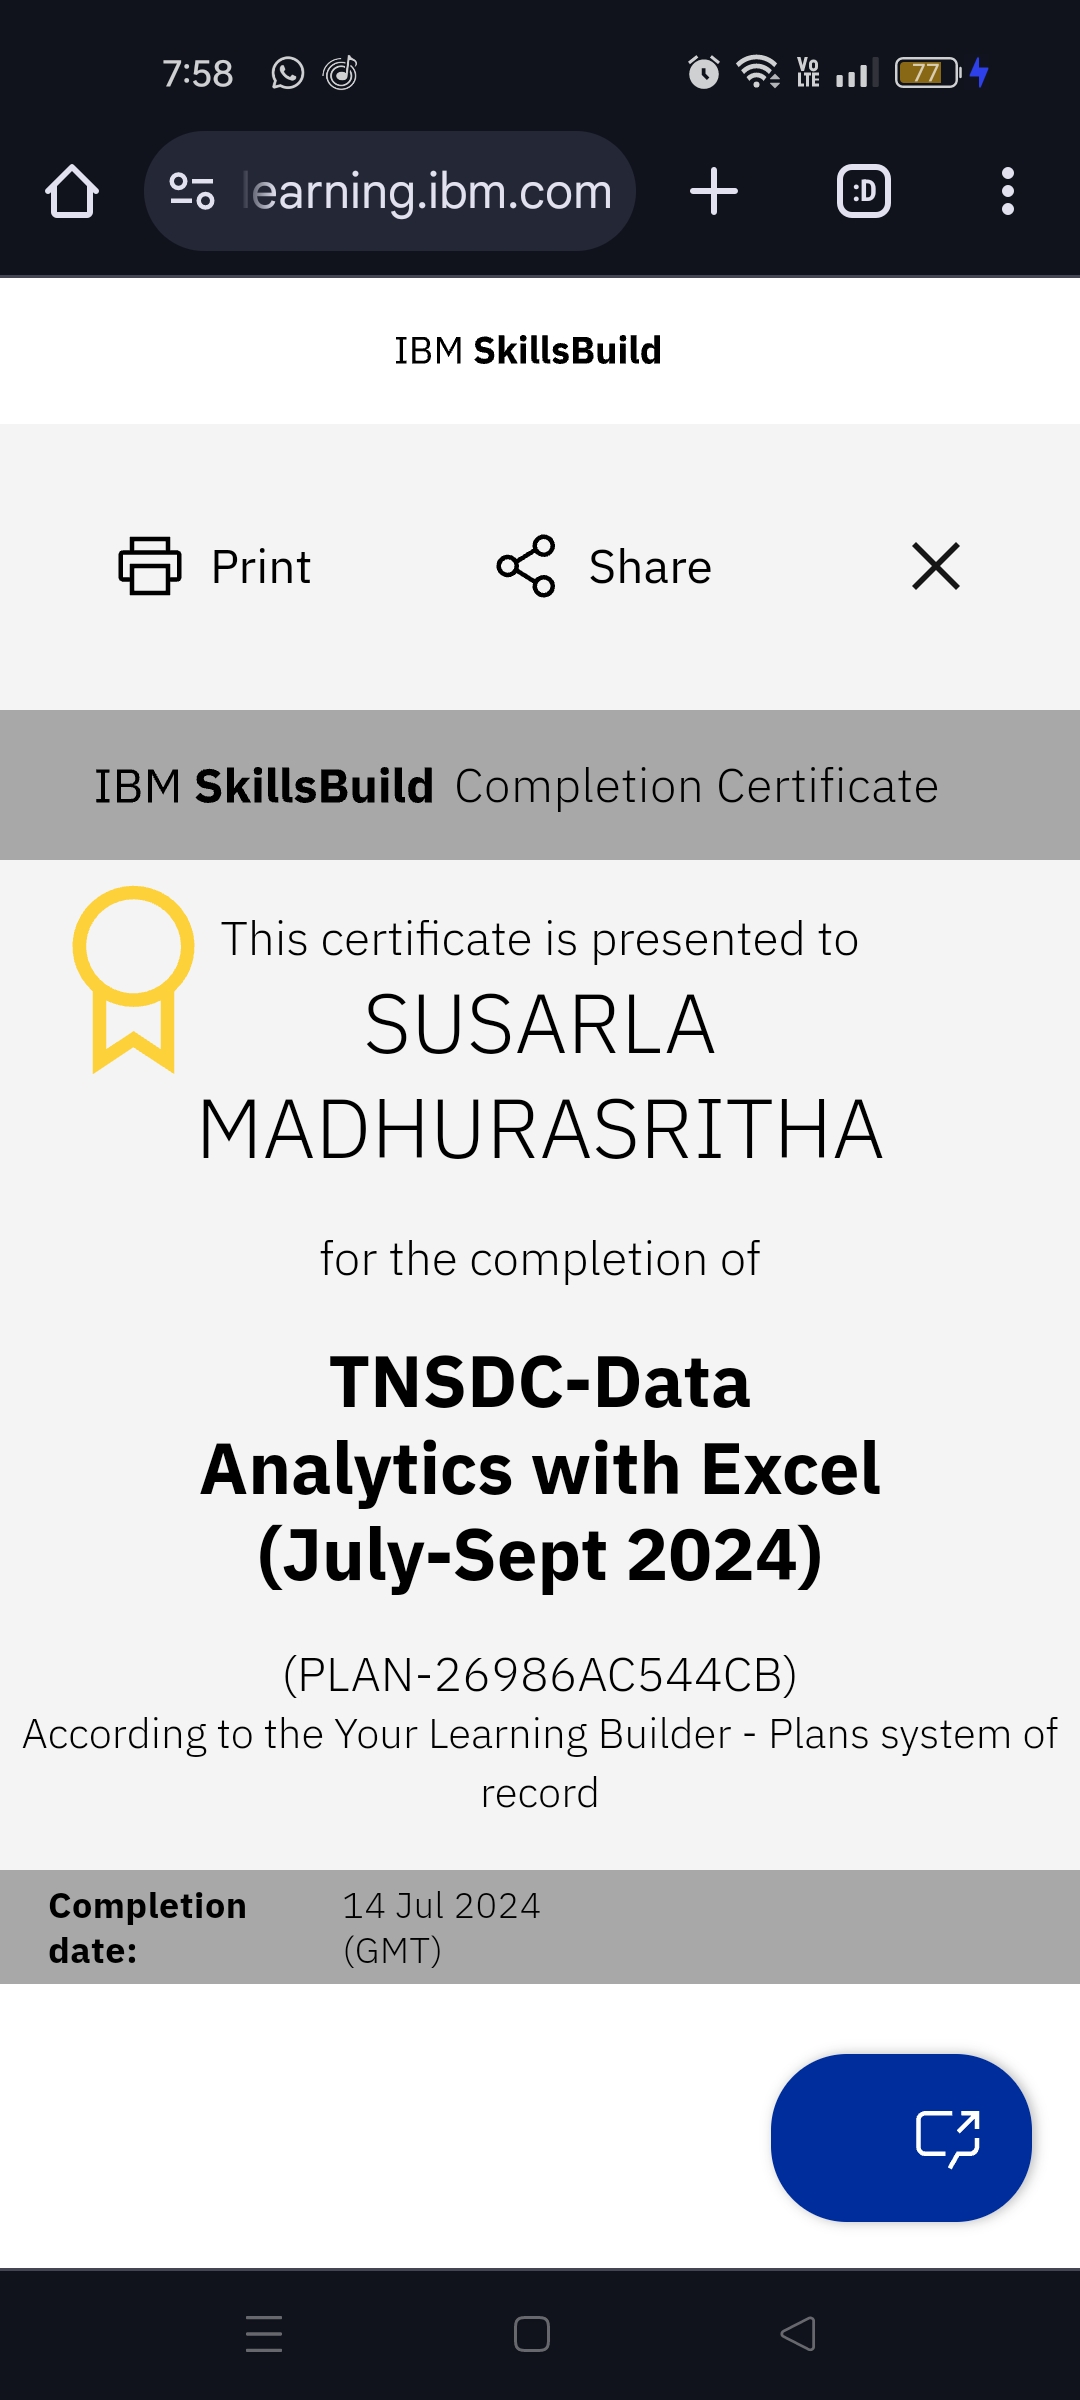 7:58
Vo
LTE
77
learning.ibm.com
:D
IBM SkillsBuild
Print
Share
IBM SkillsBuild Completion Certificate
This certificate is presented to
SUSARLA
MADHURASRITHA
for the completion of
TNSDC-Data
Analytics with Excel
(July-Sept 2024)
(PLAN-26986AC544CB)
According to the Your Learning Builder - Plans system of
record
Completion date:
14 Jul 2024 (GMT)